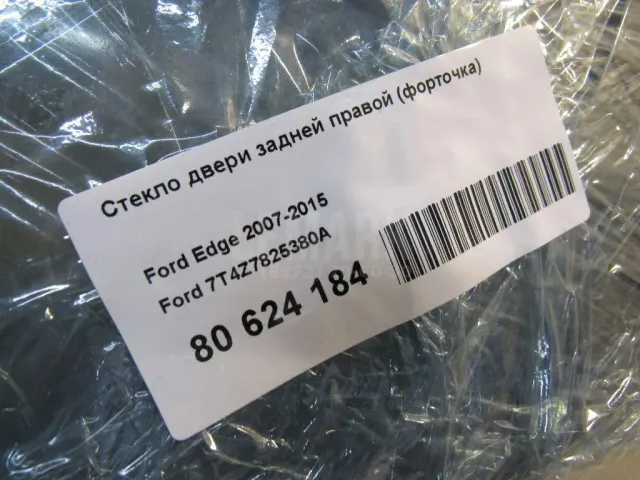 Стекло двери задней правой (форточка)
Ford Edge 2007-2015
Ford 7T4Z7825380A
80 624 184